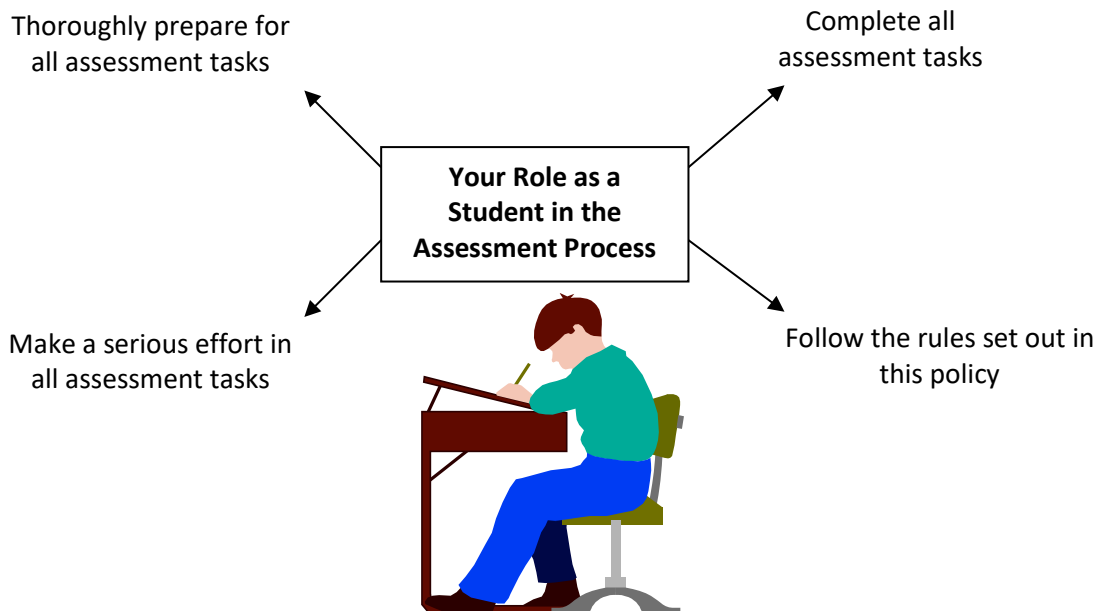 Thoroughly prepare for
all assessment tasks
Complete all
assessment tasks
Your Role as a
Student in the
Assessment Process
Make a serious effort in
all assessment tasks
Follow the rules set out in
this policy